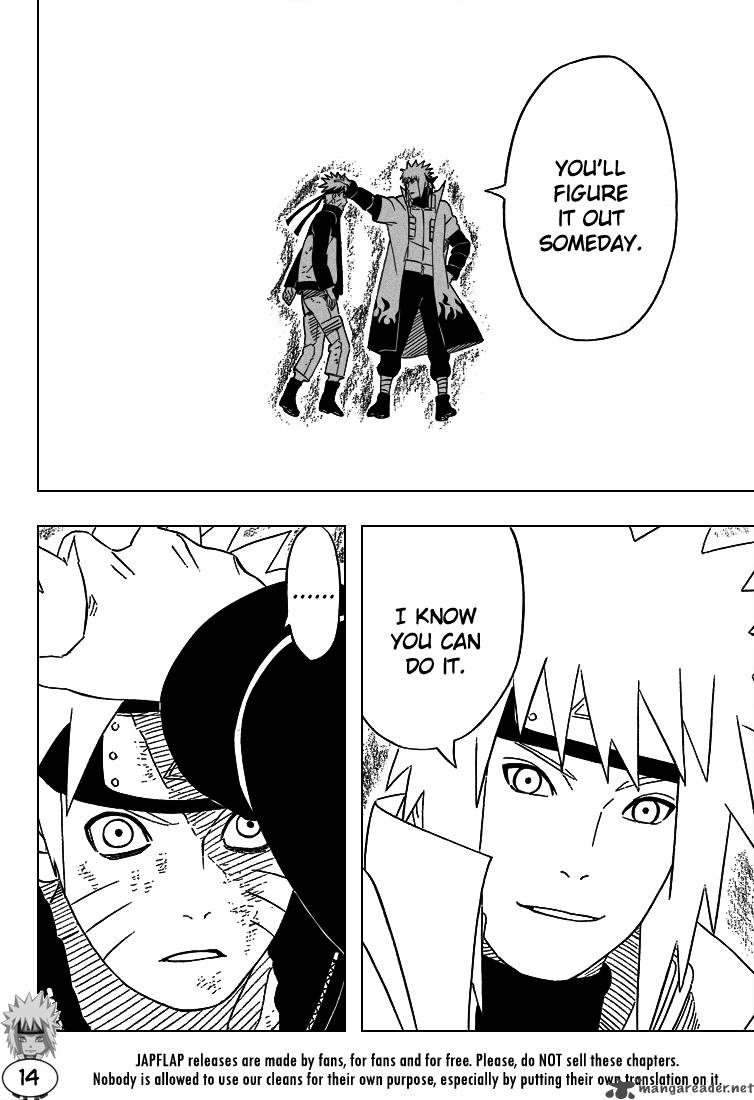 YOU'LL
FIGURE
IT OUT
SOMEDAY.
I KNOW
YOU CAN
DO IT.
......
14
JAPFLAP releases are made by fans, for fans and for free. Please, do NOT sell these chapters.
Nobody is allowed to use our cleans for their own purpose, especially by putting their own translation on it
mangareader.net